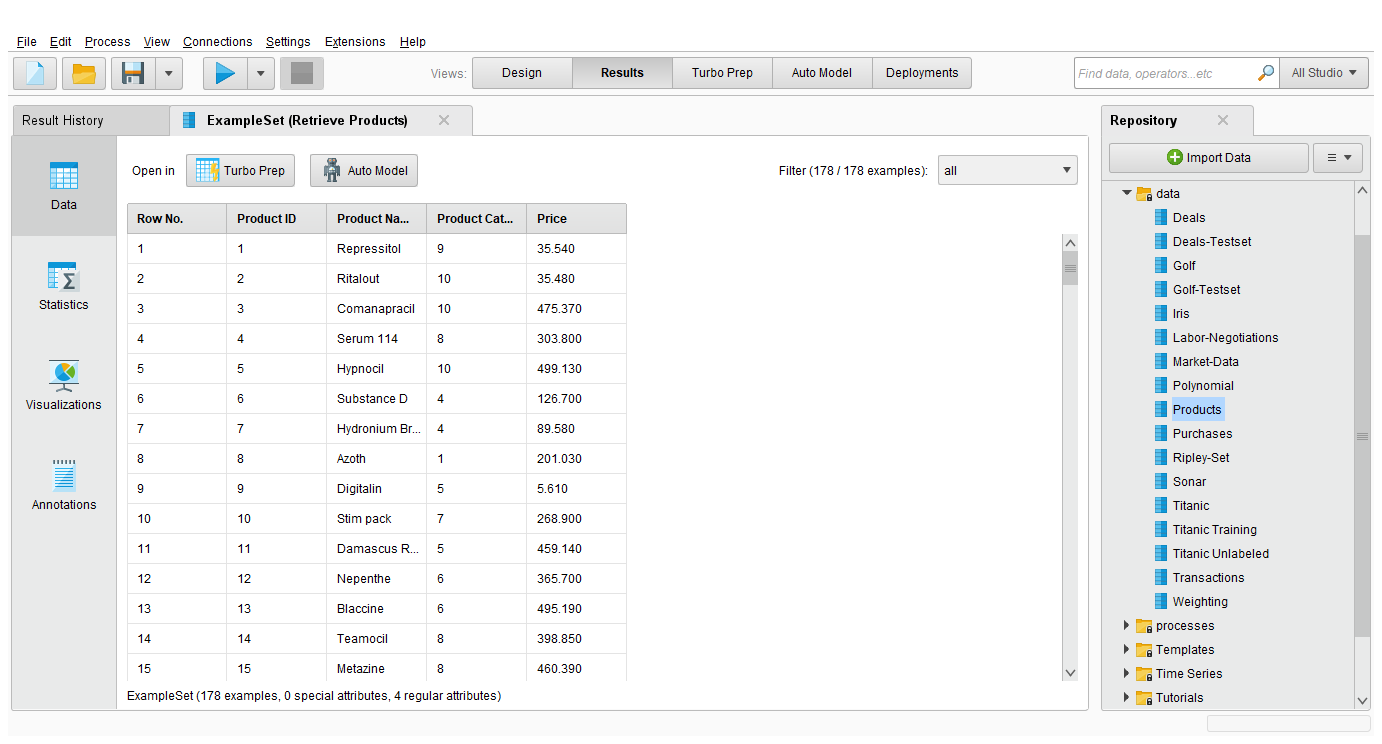 File Edit Process View Connections Settings Extensions Help
Views: Design Results Turbo Prep Auto Model Deployments Find data, operators...etc All Studio
Result History ExampleSet (Retrieve Products)
Open in Turbo Prep Auto Model Filter (178 / 178 examples): all
Data
Statistics
Visualizations
Annotations
Row No. Product ID Product Na... Product Cat... Price
1 1 Repressitol 9 35.540
2 2 Ritalout 10 35.480
3 3 Comanapracil 10 475.370
4 4 Serum 114 8 303.800
5 5 Hypnocil 10 499.130
6 6 Substance D 4 126.700
7 7 Hydronium Br... 4 89.580
8 8 Azoth 1 201.030
9 9 Digitalin 5 5.610
10 10 Stim pack 7 268.900
11 11 Damascus R... 5 459.140
12 12 Nepenthe 6 365.700
13 13 Blaccine 6 495.190
14 14 Teamocil 8 398.850
15 15 Metazine 8 460.390
ExampleSet (178 examples, 0 special attributes, 4 regular attributes)
Repository
Import Data
data
Deals
Deals-Testset
Golf
Golf-Testset
Iris
Labor-Negotiations
Market-Data
Polynomial
Products
Purchases
Ripley-Set
Sonar
Titanic
Titanic Training
Titanic Unlabeled
Transactions
Weighting
processes
Templates
Time Series
Tutorials